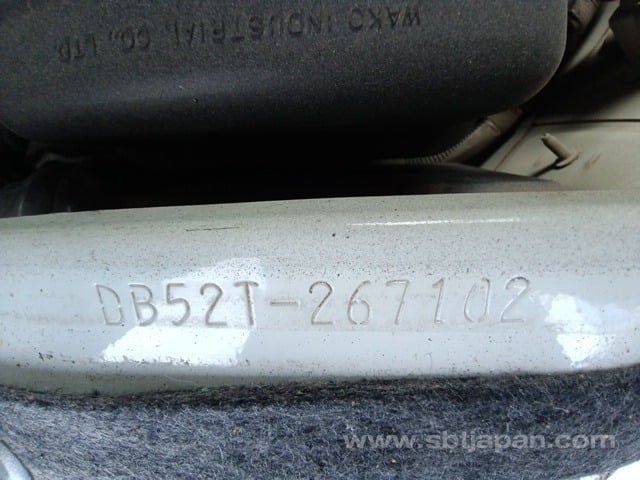 WAKO INDUSTRIAL CO., LTD
DB52T-267102
www.sbtjapan.com